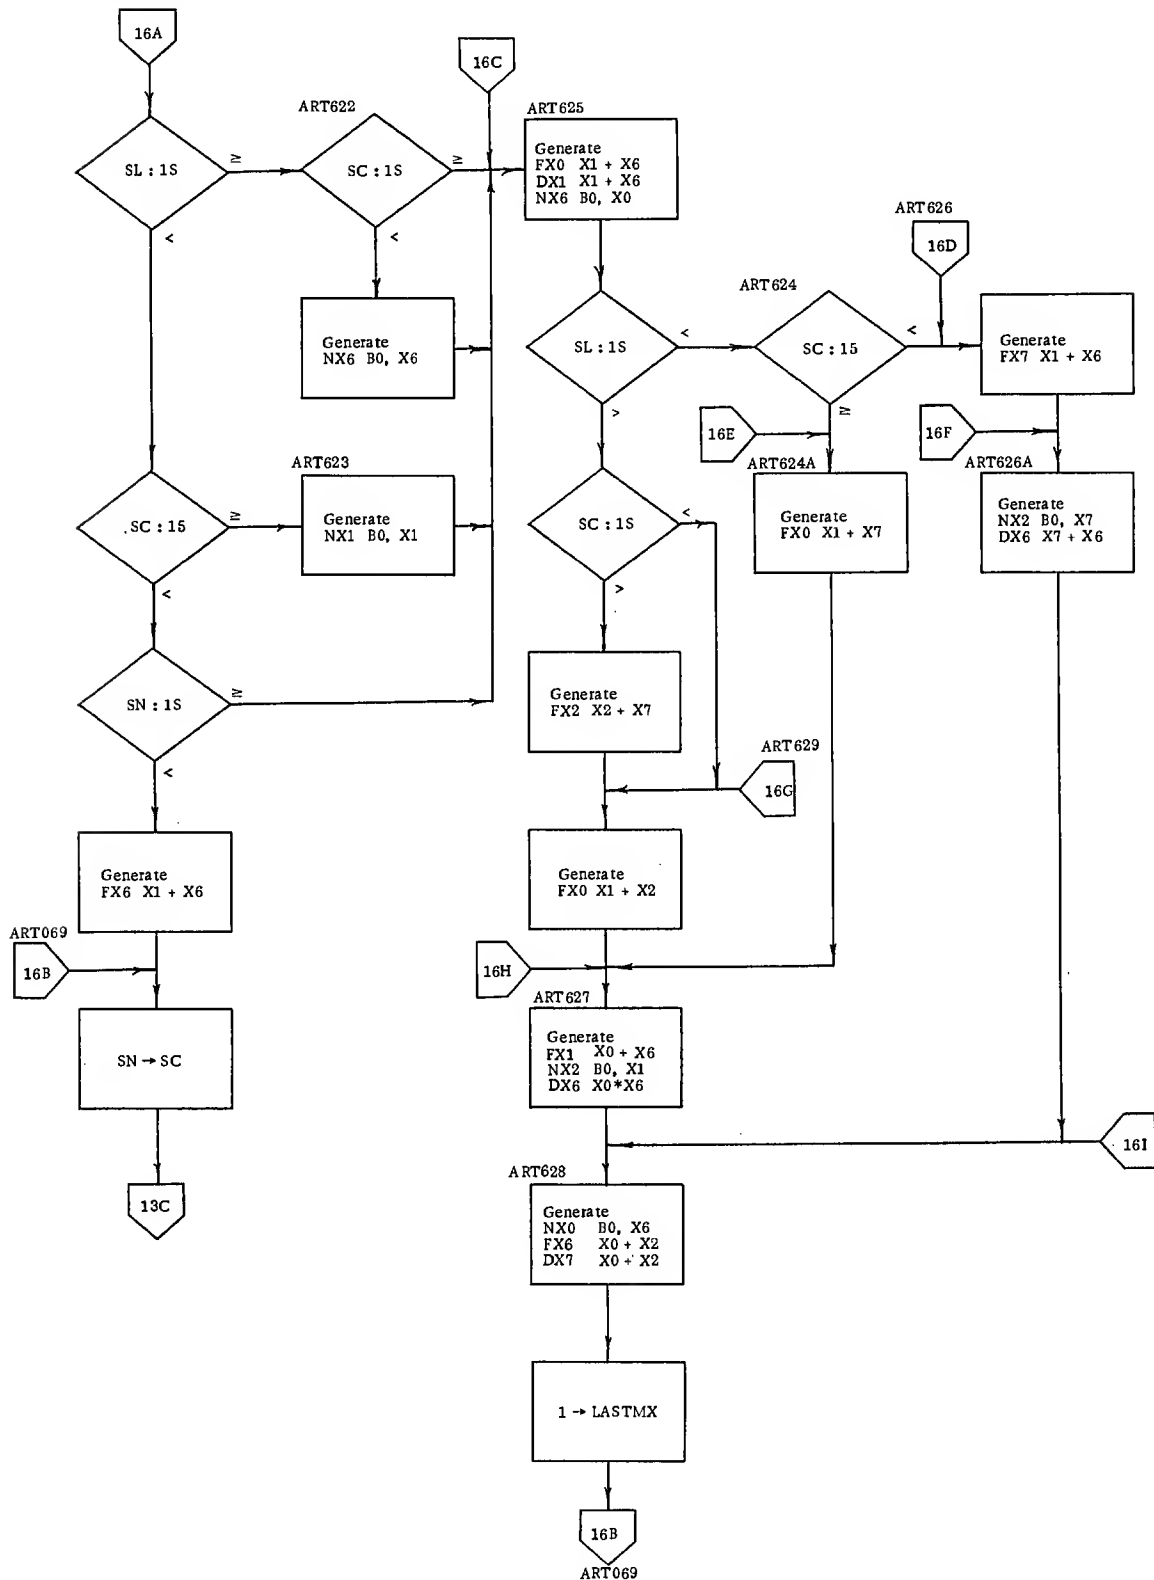 16A
16C
ART622
ART625
SL : 1S
≥
SC : 1S
≥
Generate
FX0 X1 + X6
DX1 X1 + X6
NX6 B0, X0
<
<
ART626
16D
ART624
Generate
NX6 B0, X6
SL : 1S
<
SC : 15
<
Generate
FX7 X1 + X6
>
≥
16E
16F
ART623
ART624A
ART626A
SC : 15
≥
Generate
NX1 B0, X1
SC : 1S
<
Generate
FX0 X1 + X7
Generate
NX2 B0, X7
DX6 X7 + X6
<
>
SN : 1S
≥
Generate
FX2 X2 + X7
<
ART629
16G
Generate
FX6 X1 + X6
Generate
FX0 X1 + X2
ART069
16B
16H
ART627
SN → SC
Generate
FX1 X0 + X6
NX2 B0, X1
DX6 X0*X6
16I
ART628
13C
Generate
NX0 B0, X6
FX6 X0 + X2
DX7 X0 + X2
1 → LASTMX
16B
ART069